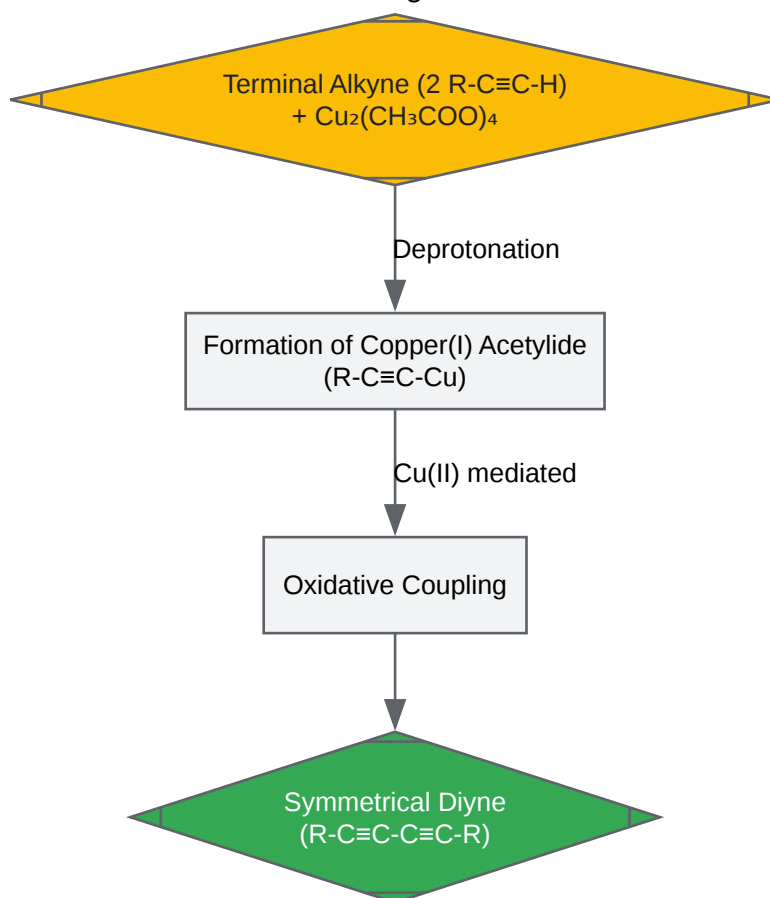 Terminal Alkyne (2 R-C≡C-H)
+ Cu₂(CH₃COO)₄
Deprotonation
Formation of Copper(I) Acetylide
(R-C≡C-Cu)
Cu(II) mediated
Oxidative Coupling
Symmetrical Diyne
(R-C≡C-C≡C-R)